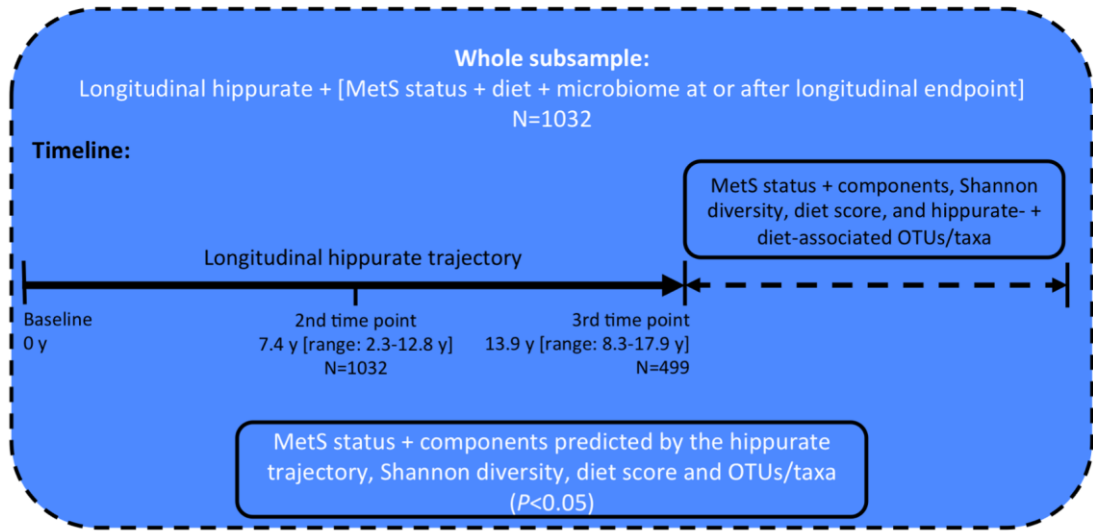 Whole subsample:
Longitudinal hippurate + [MetS status + diet + microbiome at or after longitudinal endpoint]
N=1032
Timeline:
MetS status + components, Shannon
diversity, diet score, and hippurate- +
diet-associated OTUs/taxa
Longitudinal hippurate trajectory
Baseline
0 y
2nd time point
7.4 y [range: 2.3-12.8 y]
N=1032
3rd time point
13.9 y [range: 8.3-17.9 y]
N=499
MetS status + components predicted by the hippurate
trajectory, Shannon diversity, diet score and OTUs/taxa
(P<0.05)